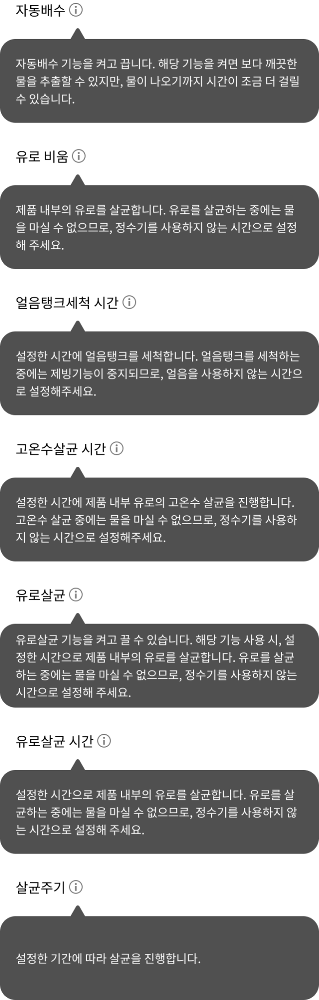 자동배수
자동배수 기능을 켜고 끕니다. 해당 기능을 켜면 보다 깨끗한
물을 추출할 수 있지만, 물이 나오기까지 시간이 조금 더 걸릴
수 있습니다.
유로 비움
제품 내부의 유로를 살균합니다. 유로를 살균하는 중에는 물
을 마실 수 없으므로, 정수기를 사용하지 않는 시간으로 설정
해 주세요.
얼음탱크세척 시간
설정한 시간에 얼음탱크를 세척합니다. 얼음탱크를 세척하는
중에는 제빙기능이 중지되므로, 얼음을 사용하지 않는 시간으
로 설정해주세요.
고온수살균 시간
설정한 시간에 제품 내부 유로의 고온수 살균을 진행합니다.
고온수 살균 중에는 물을 마실 수 없으므로, 정수기를 사용하
지 않는 시간으로 설정해주세요.
유로살균
유로살균 기능을 켜고 끌 수 있습니다. 해당 기능 사용 시, 설
정한 시간으로 제품 내부의 유로를 살균합니다. 유로를 살균
하는 중에는 물을 마실 수 없으므로, 정수기를 사용하지 않는
시간으로 설정해 주세요.
유로살균 시간
설정한 시간으로 제품 내부의 유로를 살균합니다. 유로를 살
균하는 중에는 물을 마실 수 없으므로, 정수기를 사용하지 않
는 시간으로 설정해 주세요.
살균주기
설정한 기간에 따라 살균을 진행합니다.